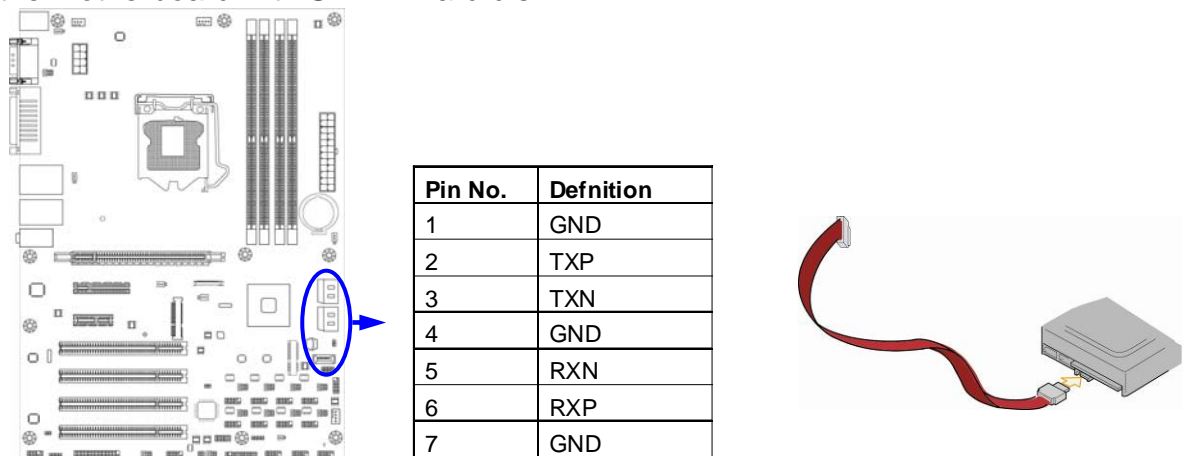 Pin No. Defnition
1 GND
2 TXP
3 TXN
4 GND
5 RXN
6 RXP
7 GND